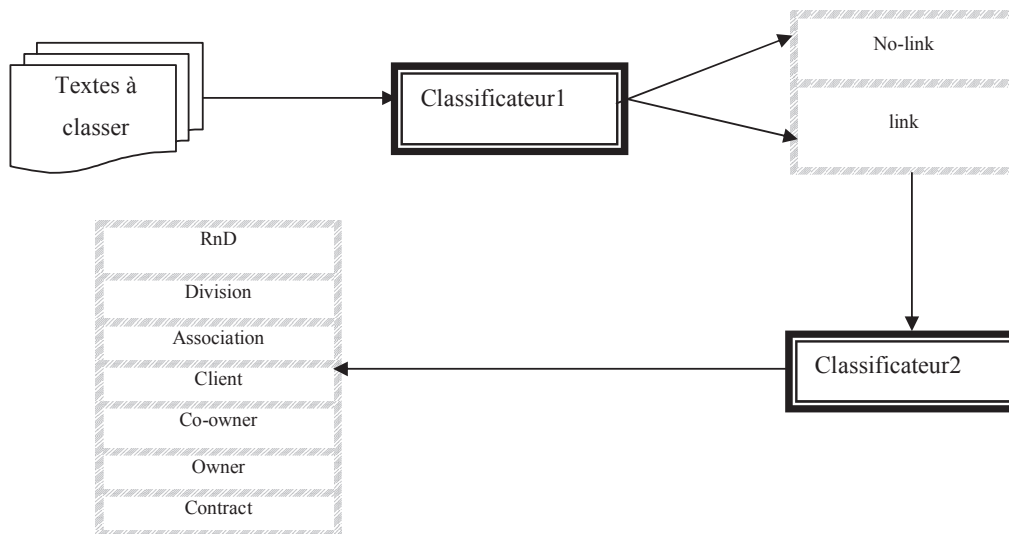 Textes à
classer
Classificateur1
No-link
link
RnD
Division
Association
Client
Co-owner
Owner
Contract
Classificateur2